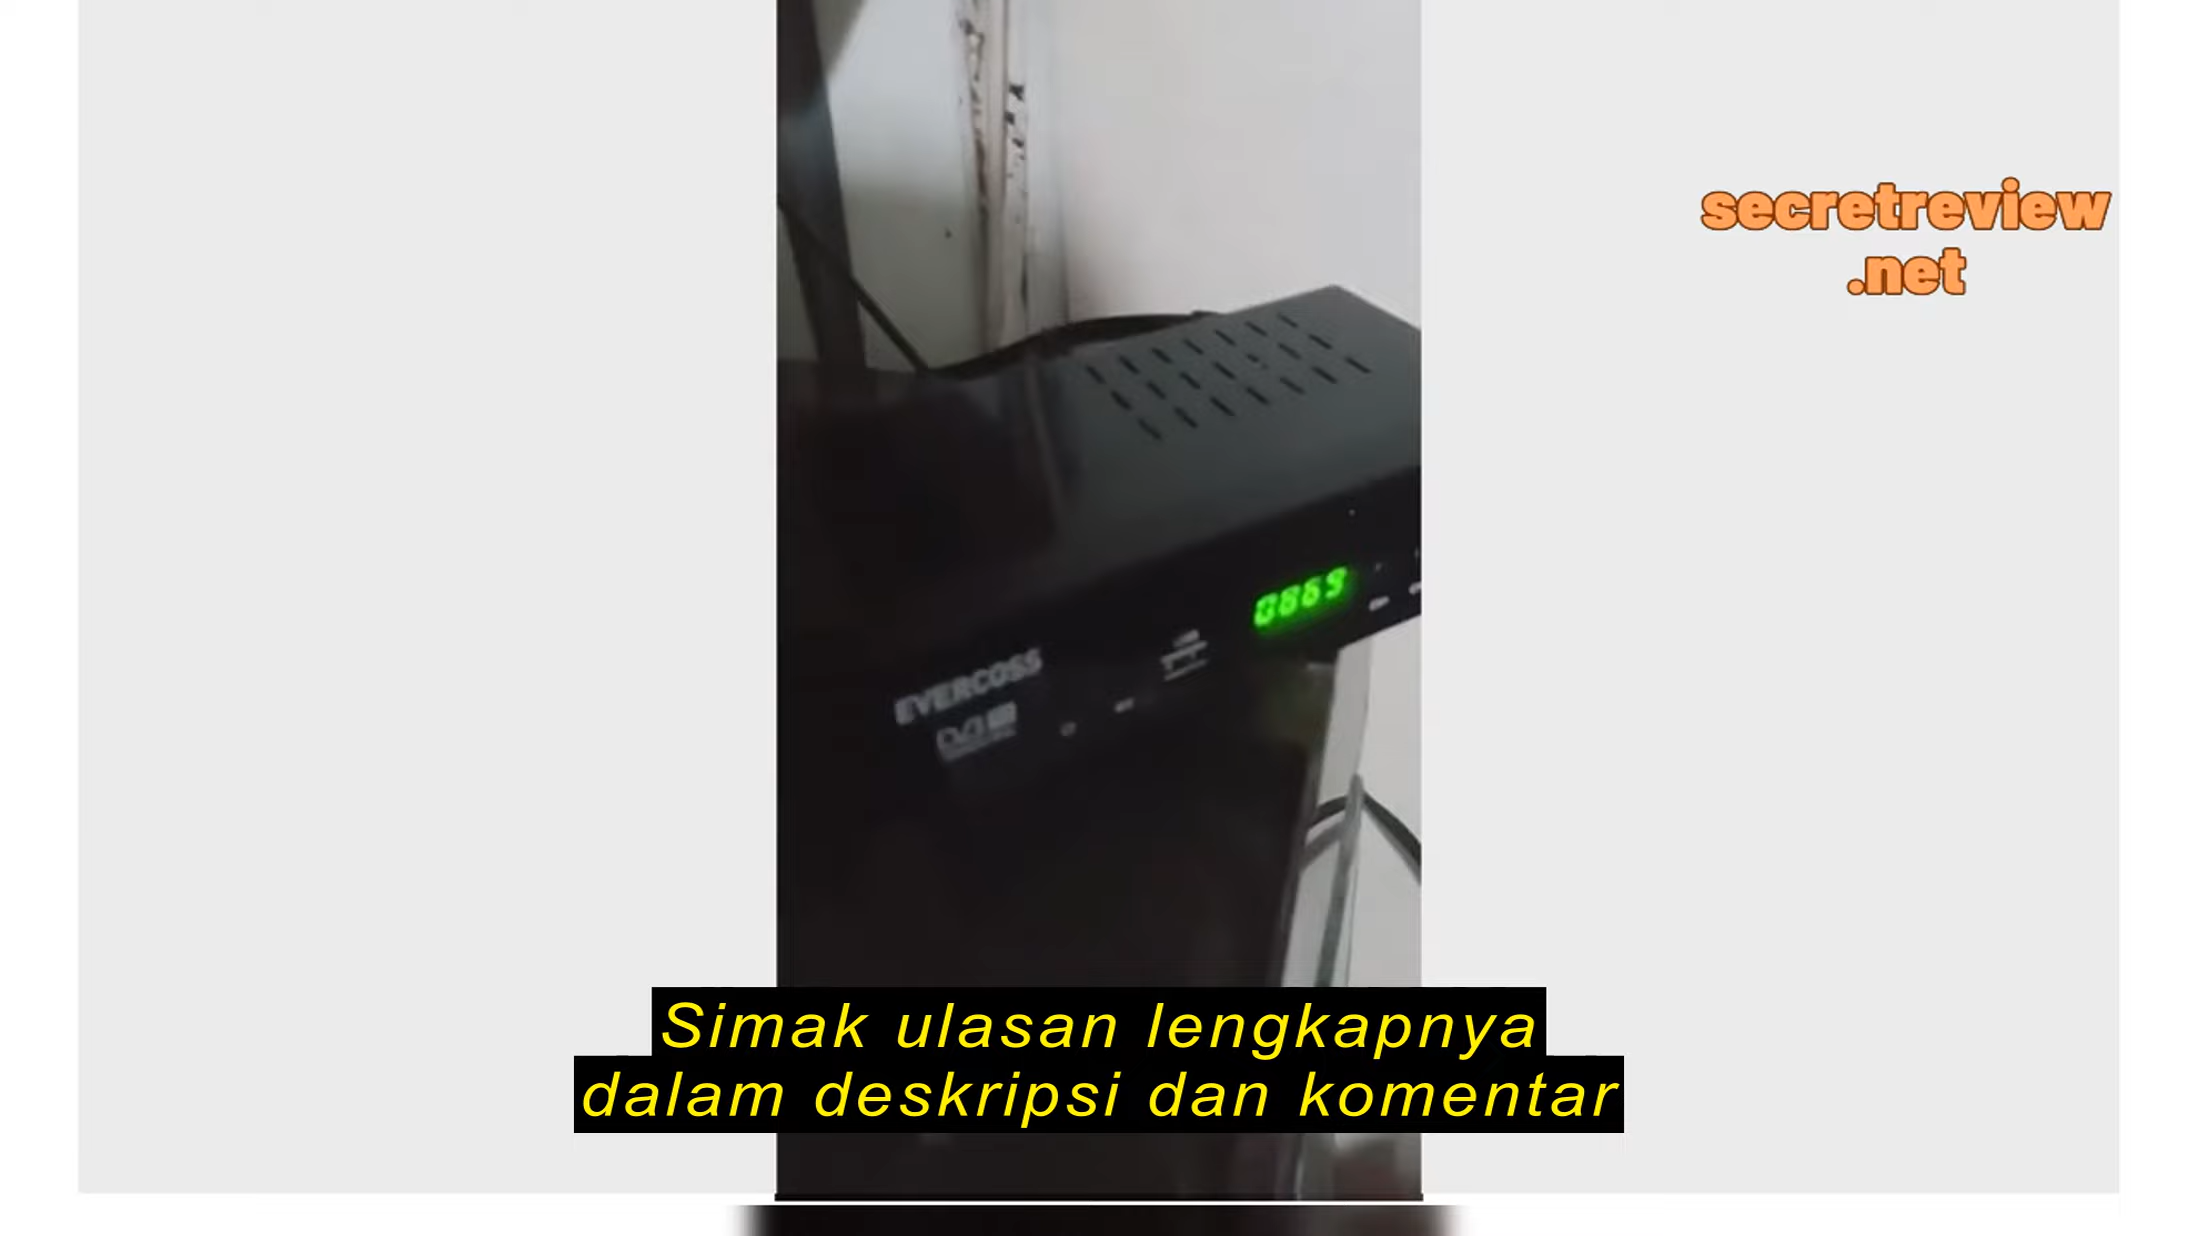 secretreview
.net
0869
EVERCOSS
Simak ulasan lengkapnya
dalam deskripsi dan komentar